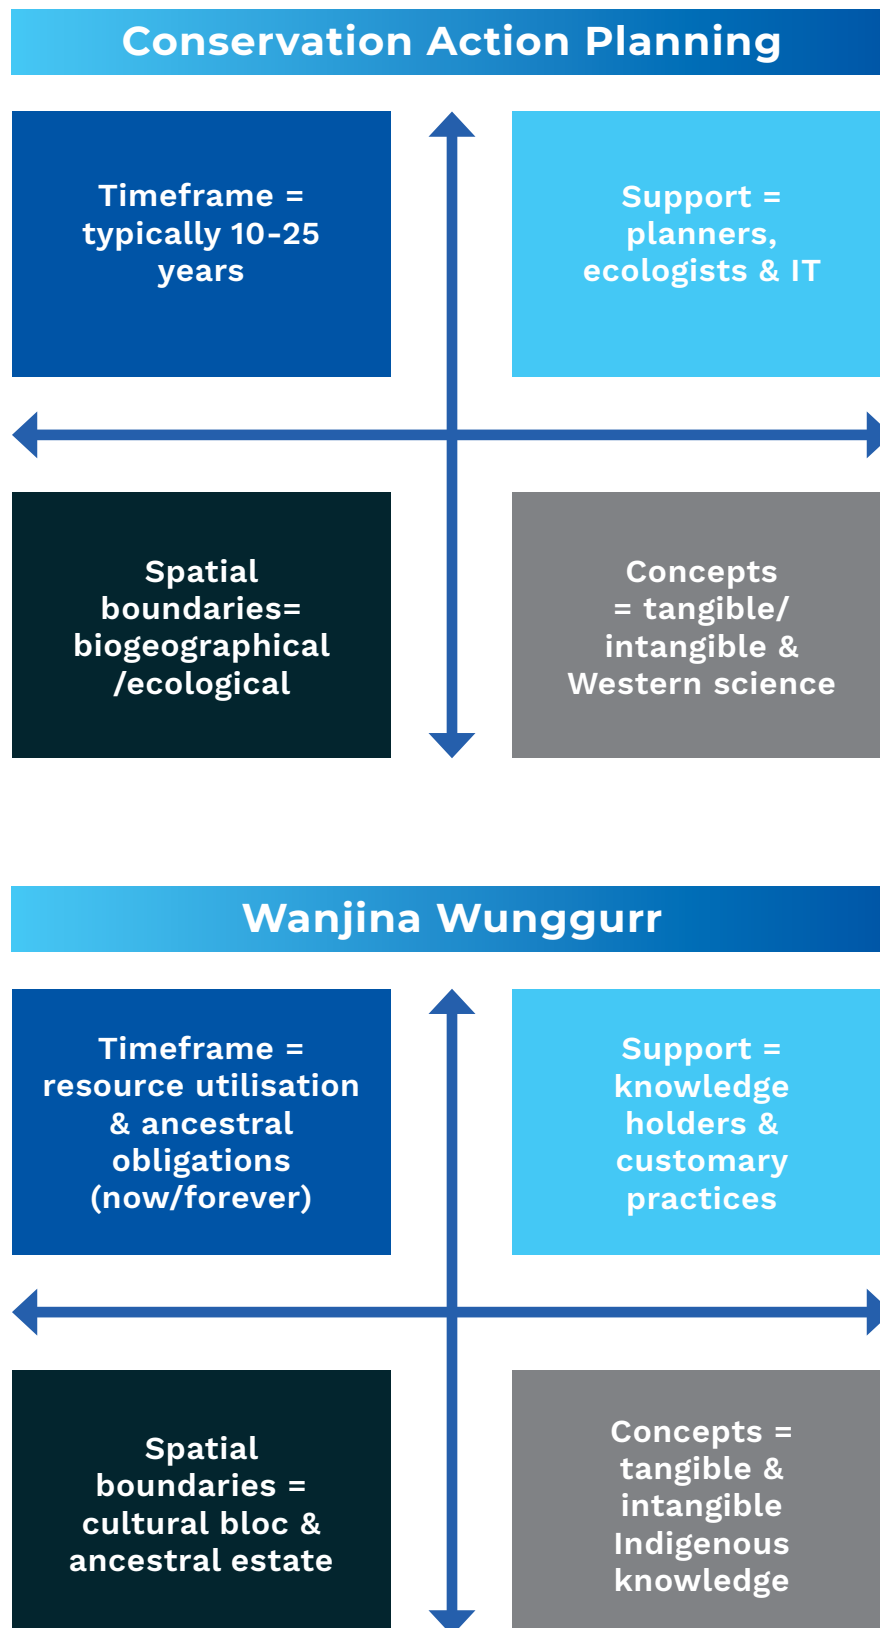 Conservation Action Planning
Timeframe =
typically 10-25
years
Support =
planners,
ecologists & IT
Spatial
boundaries=
biogeographical
/ecological
Concepts
= tangible/
intangible &
Western science
Wanjina Wunggurr
Timeframe =
resource utilisation
& ancestral
obligations
(now/forever)
Support =
knowledge
holders &
customary
practices
Spatial
boundaries =
cultural bloc &
ancestral estate
Concepts =
tangible &
intangible
Indigenous
knowledge